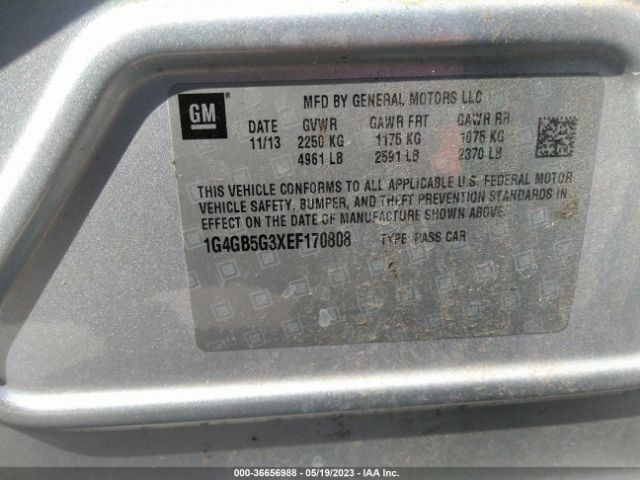 GM ® MFD BY GENERAL MOTORS LLC
DATE GVWR GAWR FRT GAWR RR
11/13 2250 KG 1175 KG 1075 KG
4961 LB 2591 LB 2370 LB
THIS VEHICLE CONFORMS TO ALL APPLICABLE U.S. FEDERAL MOTOR
VEHICLE SAFETY, BUMPER, AND THEFT PREVENTION STANDARDS IN
EFFECT ON THE DATE OF MANUFACTURE SHOWN ABOVE.
1G4GB5G3XEF170808 TYPE: PASS CAR
000-36656988 - 05/19/2023 - IAA Inc.